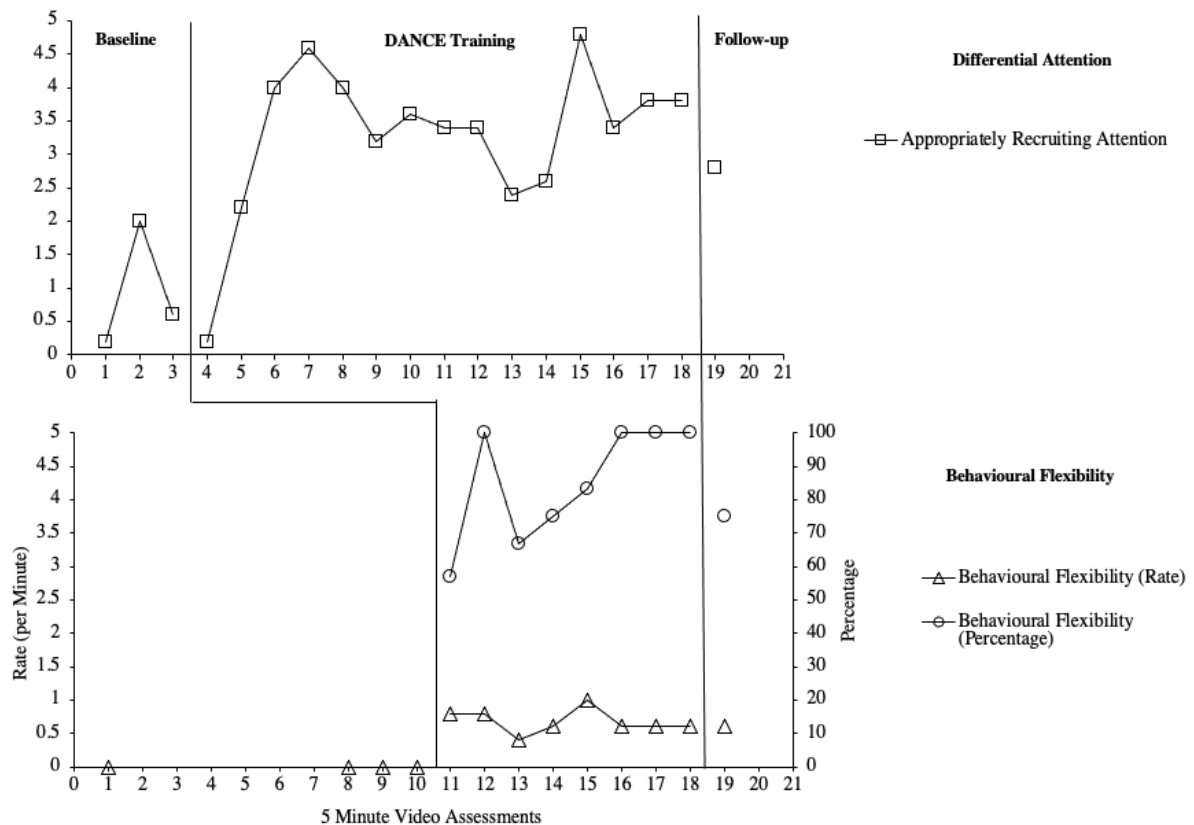 Baseline
DANCE Training
Follow-up
5
4.5
4
3.5
3
2.5
2
1.5
1
0.5
0
0 1 2 3 4 5 6 7 8 9 10 11 12 13 14 15 16 17 18 19 20 21
Differential Attention
Appropriately Recruiting Attention
Rate (per Minute)
5
4.5
4
3.5
3
2.5
2
1.5
1
0.5
0
0 1 2 3 4 5 6 7 8 9 10 11 12 13 14 15 16 17 18 19 20 21
5 Minute Video Assessments
100
90
80
70
60
50
40
30
20
10
0
Percentage
Behavioural Flexibility
Behavioural Flexibility (Rate)
Behavioural Flexibility
(Percentage)